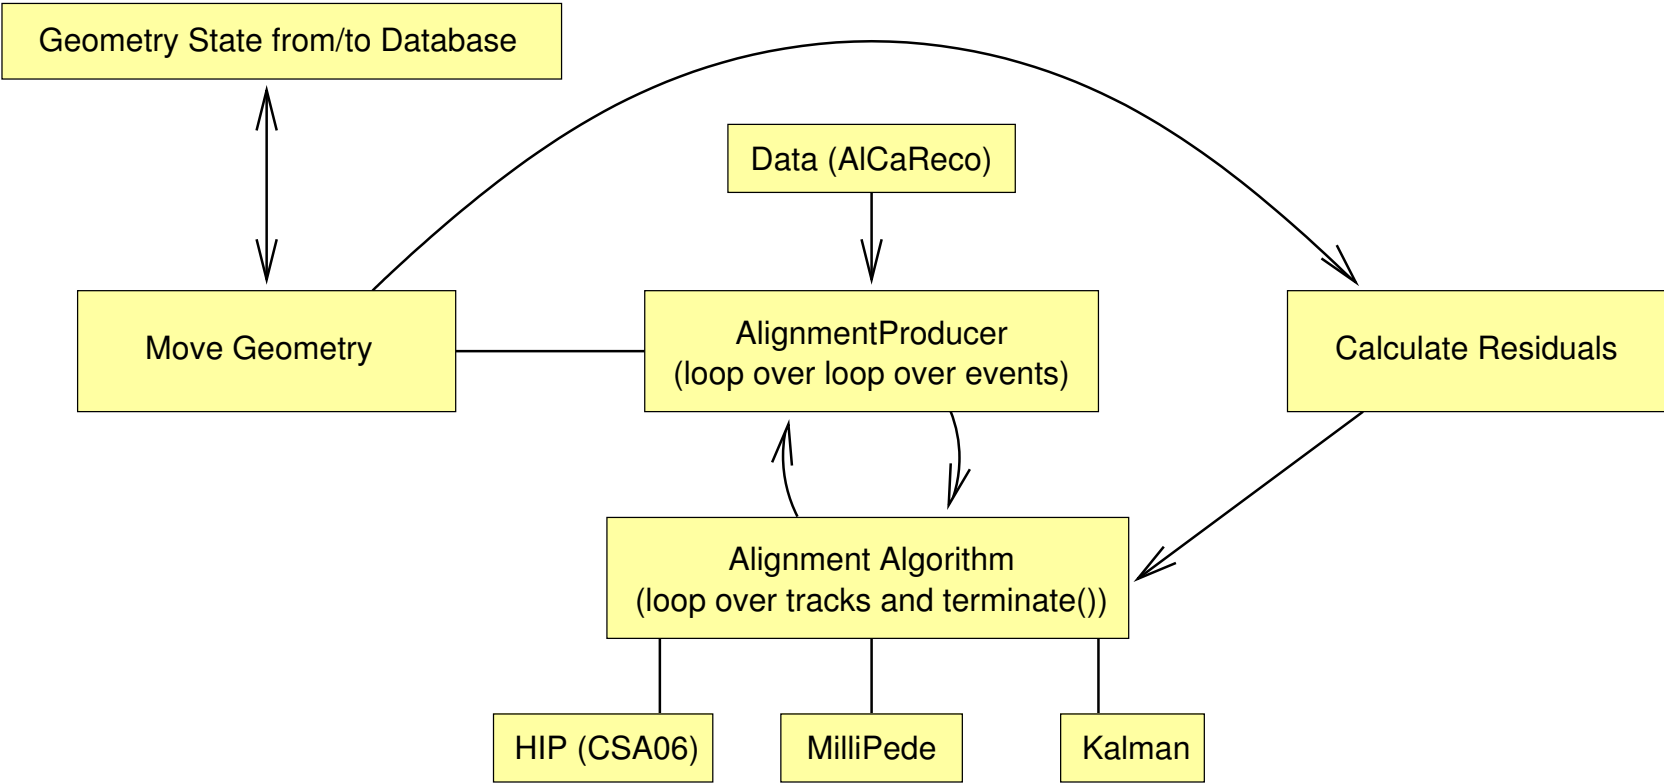 Geometry State from/to Database
Data (AlCaReco)
Move Geometry
AlignmentProducer
(loop over loop over events)
Calculate Residuals
Alignment Algorithm
(loop over tracks and terminate())
HIP (CSA06)
MilliPede
Kalman